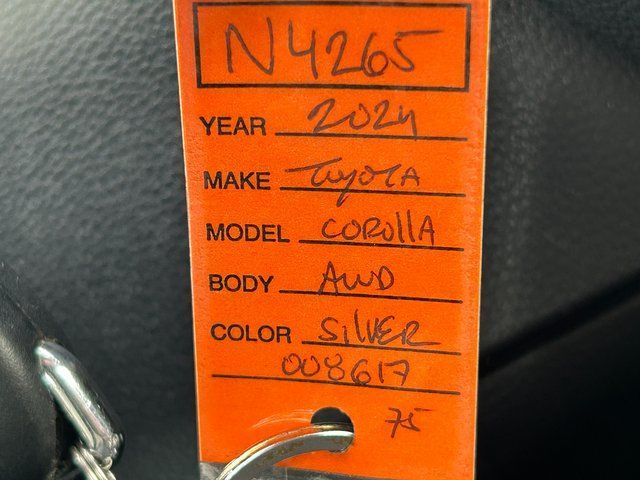 N4265
YEAR 2024
MAKE Toyota
MODEL COROllA
BODY AWD
COLOR SilVER
008617
75